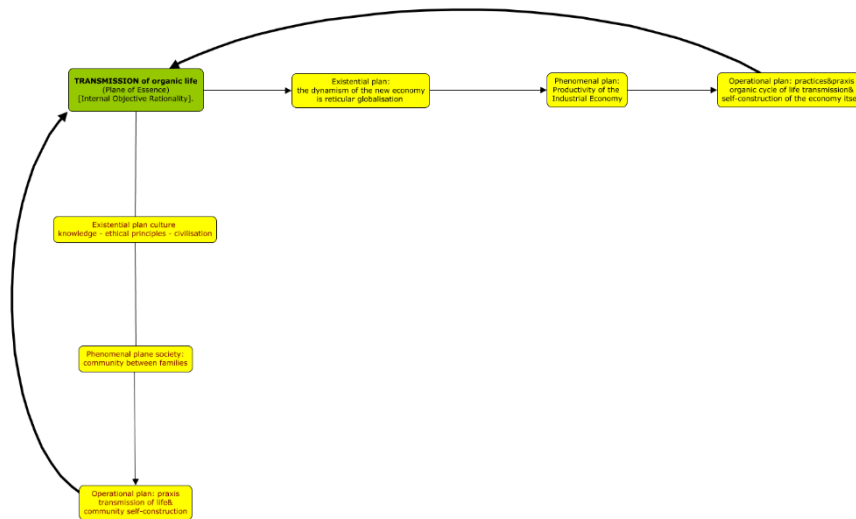 TRANSMISSION of organic life
(Plane of Essence)
[Internal Objective Rationality].
Existential plan:
the dynamism of the new economy
is reticular globalisation
Phenomenal plan:
Productivity of the
Industrial Economy
Operational plan: practices&praxis
organic cycle of life transmission&
self-construction of the economy itse
Existential plan culture
knowledge - ethical principles - civilisation
Phenomenal plane society:
community between families
Operational plan: praxis
transmission of life&
community self-construction